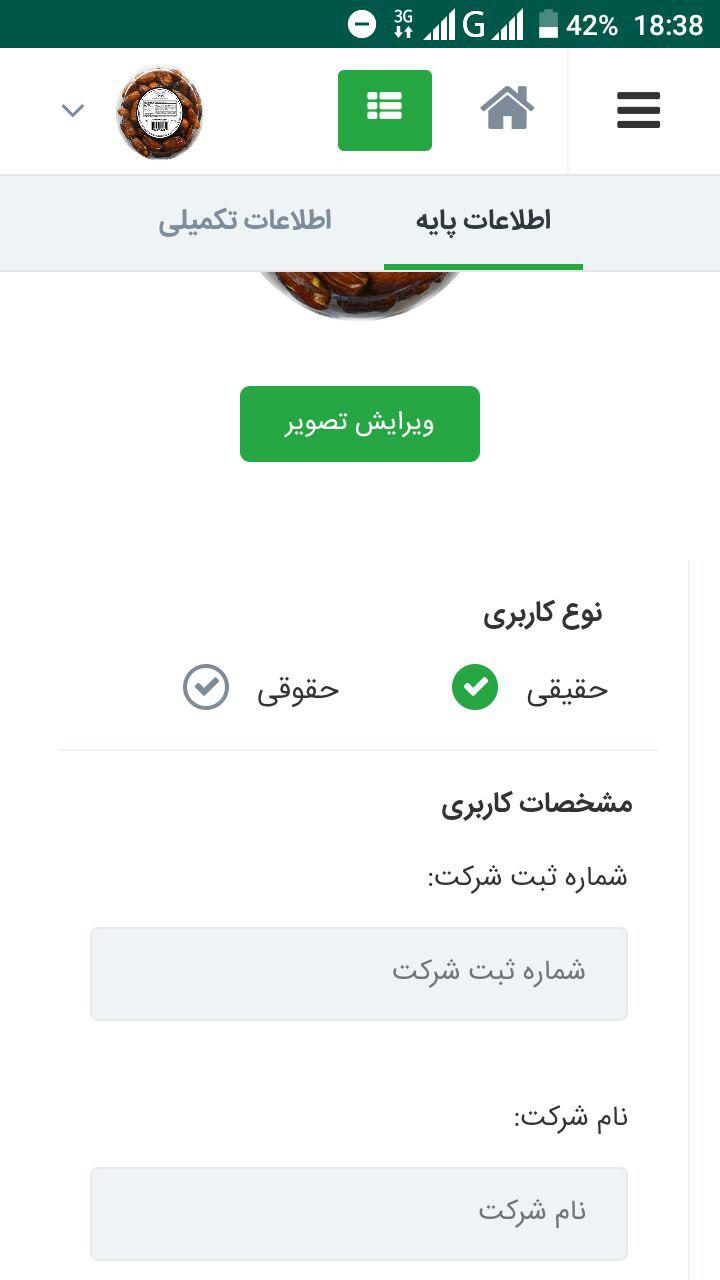 3G G 42% 18:38
اطلاعات پایه
اطلاعات تکمیلی
ویرایش تصویر
نوع کاربری
حقیقی
حقوقی
مشخصات کاربری
شماره ثبت شرکت:
شماره ثبت شرکت
نام شرکت:
نام شرکت